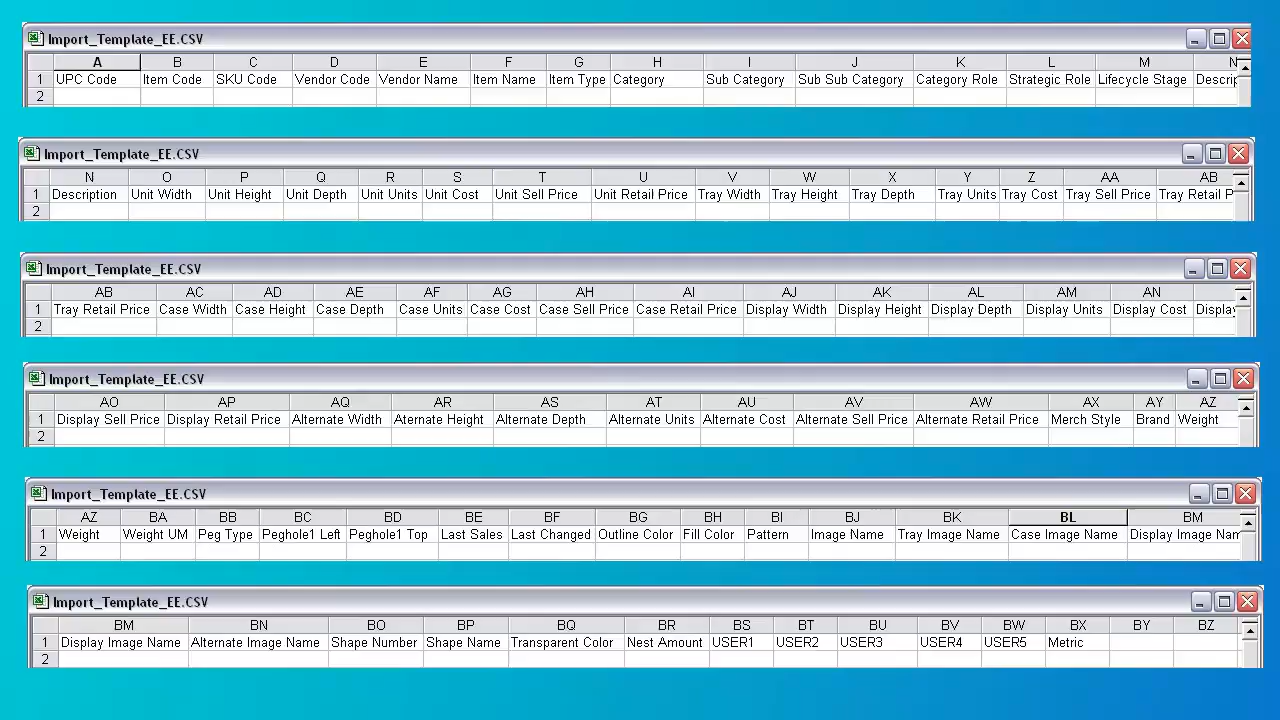 Import_Template_EE.CSV
A B C D E F G H I J K L M N
1 UPC Code Item Code SKU Code Vendor Code Vendor Name Item Name Item Type Category Sub Category Sub Sub Category Category Role Strategic Role Lifecycle Stage Descrip
2
Import_Template_EE.CSV
N O P Q R S T U V W X Y Z AA AB
1 Description Unit Width Unit Height Unit Depth Unit Units Unit Cost Unit Sell Price Unit Retail Price Tray Width Tray Height Tray Depth Tray Units Tray Cost Tray Sell Price Tray Retail P
2
Import_Template_EE.CSV
AB AC AD AE AF AG AH AI AJ AK AL AM AN
1 Tray Retail Price Case Width Case Height Case Depth Case Units Case Cost Case Sell Price Case Retail Price Display Width Display Height Display Depth Display Units Display Cost Display
2
Import_Template_EE.CSV
AO AP AQ AR AS AT AU AV AW AX AY AZ
1 Display Sell Price Display Retail Price Alternate Width Aternate Height Alternate Depth Alternate Units Alternate Cost Alternate Sell Price Alternate Retail Price Merch Style Brand Weight
2
Import_Template_EE.CSV
AZ BA BB BC BD BE BF BG BH BI BJ BK BL BM
1 Weight Weight UM Peg Type Peghole1 Left Peghole1 Top Last Sales Last Changed Outline Color Fill Color Pattern Image Name Tray Image Name Case Image Name Display Image Nam
2
Import_Template_EE.CSV
BM BN BO BP BQ BR BS BT BU BV BW BX BY BZ
1 Display Image Name Alternate Image Name Shape Number Shape Name Transparent Color Nest Amount USER1 USER2 USER3 USER4 USER5 Metric
2